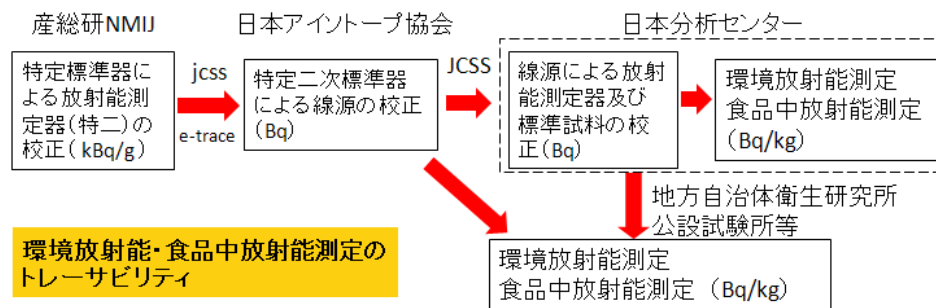 産総研NMIJ
日本アイソトープ協会
日本分析センター
特定標準器に
よる放射能測
定器(特二)の
校正(kBq/g)
jcss
e-trace
特定二次標準器
による線源の校正
(Bq)
JCSS
線源による放射
能測定器及び
標準試料の校
正(Bq)
環境放射能測定
食品中放射能測定
(Bq/kg)
地方自治体衛生研究所
公設試験所等
環境放射能・食品中放射能測定の
トレーサビリティ
環境放射能測定
食品中放射能測定 (Bq/kg)